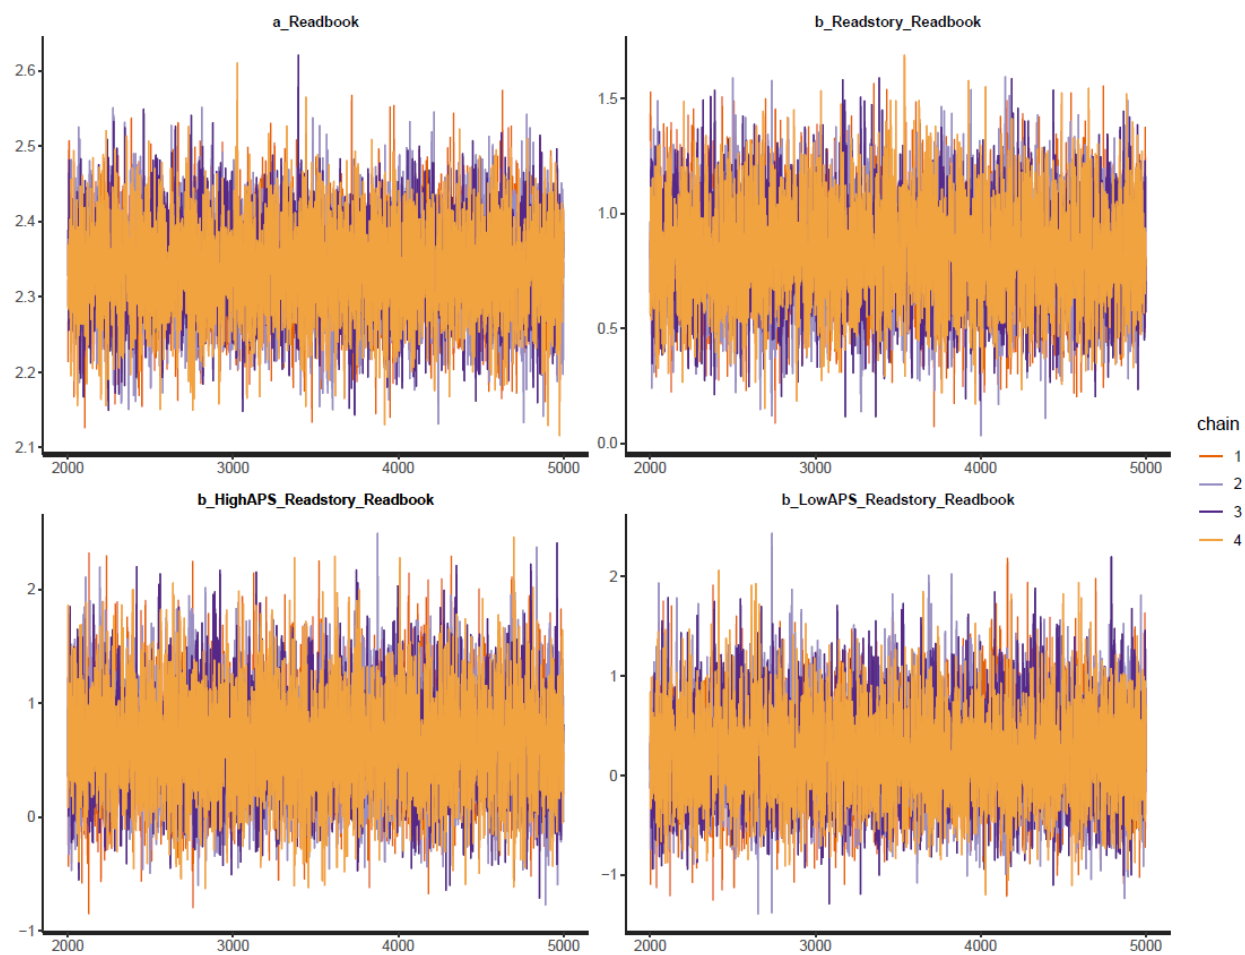 a_Readbook
b_Readstory_Readbook
2.6
2.5
2.4
2.3
2.2
2.1
2000 3000 4000 5000
1.5
1.0
0.5
0.0
2000 3000 4000 5000
b_HighAPS_Readstory_Readbook
b_LowAPS_Readstory_Readbook
2
1
0
−1
2000 3000 4000 5000
2
1
0
−1
2000 3000 4000 5000
chain
1
2
3
4